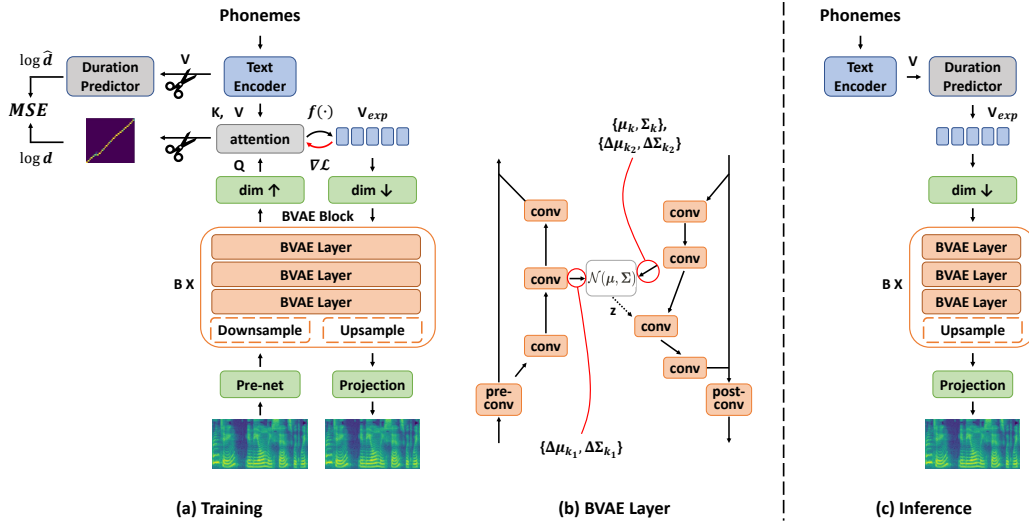 Phonemes
log d̂
Duration
Predictor
V
Text
Encoder
MSE
K, V
f(·)
V_exp
attention
log d
Q
∇ℒ
dim ↑
dim ↓
BVAE Block
B X
BVAE Layer
BVAE Layer
BVAE Layer
Downsample
Upsample
Pre-net
Projection
(a) Training
{μ_k, Σ_k},
{Δμ_k₂, ΔΣ_k₂}
conv
conv
conv
conv
𝒩(μ, Σ)
z
conv
conv
conv
pre-
conv
post-
conv
{Δμ_k₁, ΔΣ_k₁}
(b) BVAE Layer
Phonemes
Text
Encoder
V
Duration
Predictor
V_exp
dim ↓
B X
BVAE Layer
BVAE Layer
BVAE Layer
Upsample
Projection
(c) Inference